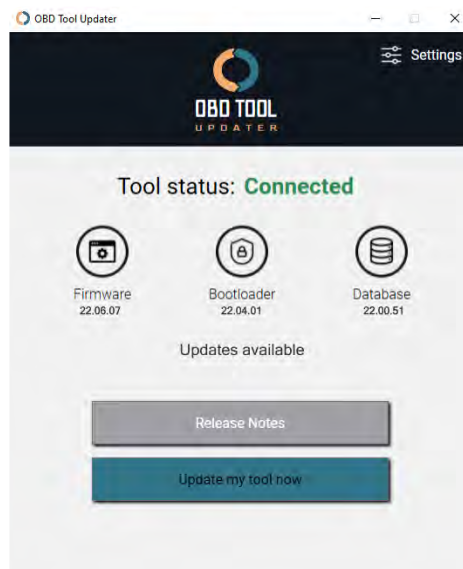 OBD Tool Updater
Settings
OBD TOOL
UPDATER
Tool status: Connected
Firmware
22.06.07
Bootloader
22.04.01
Database
22.00.51
Updates available
Release Notes
Update my tool now